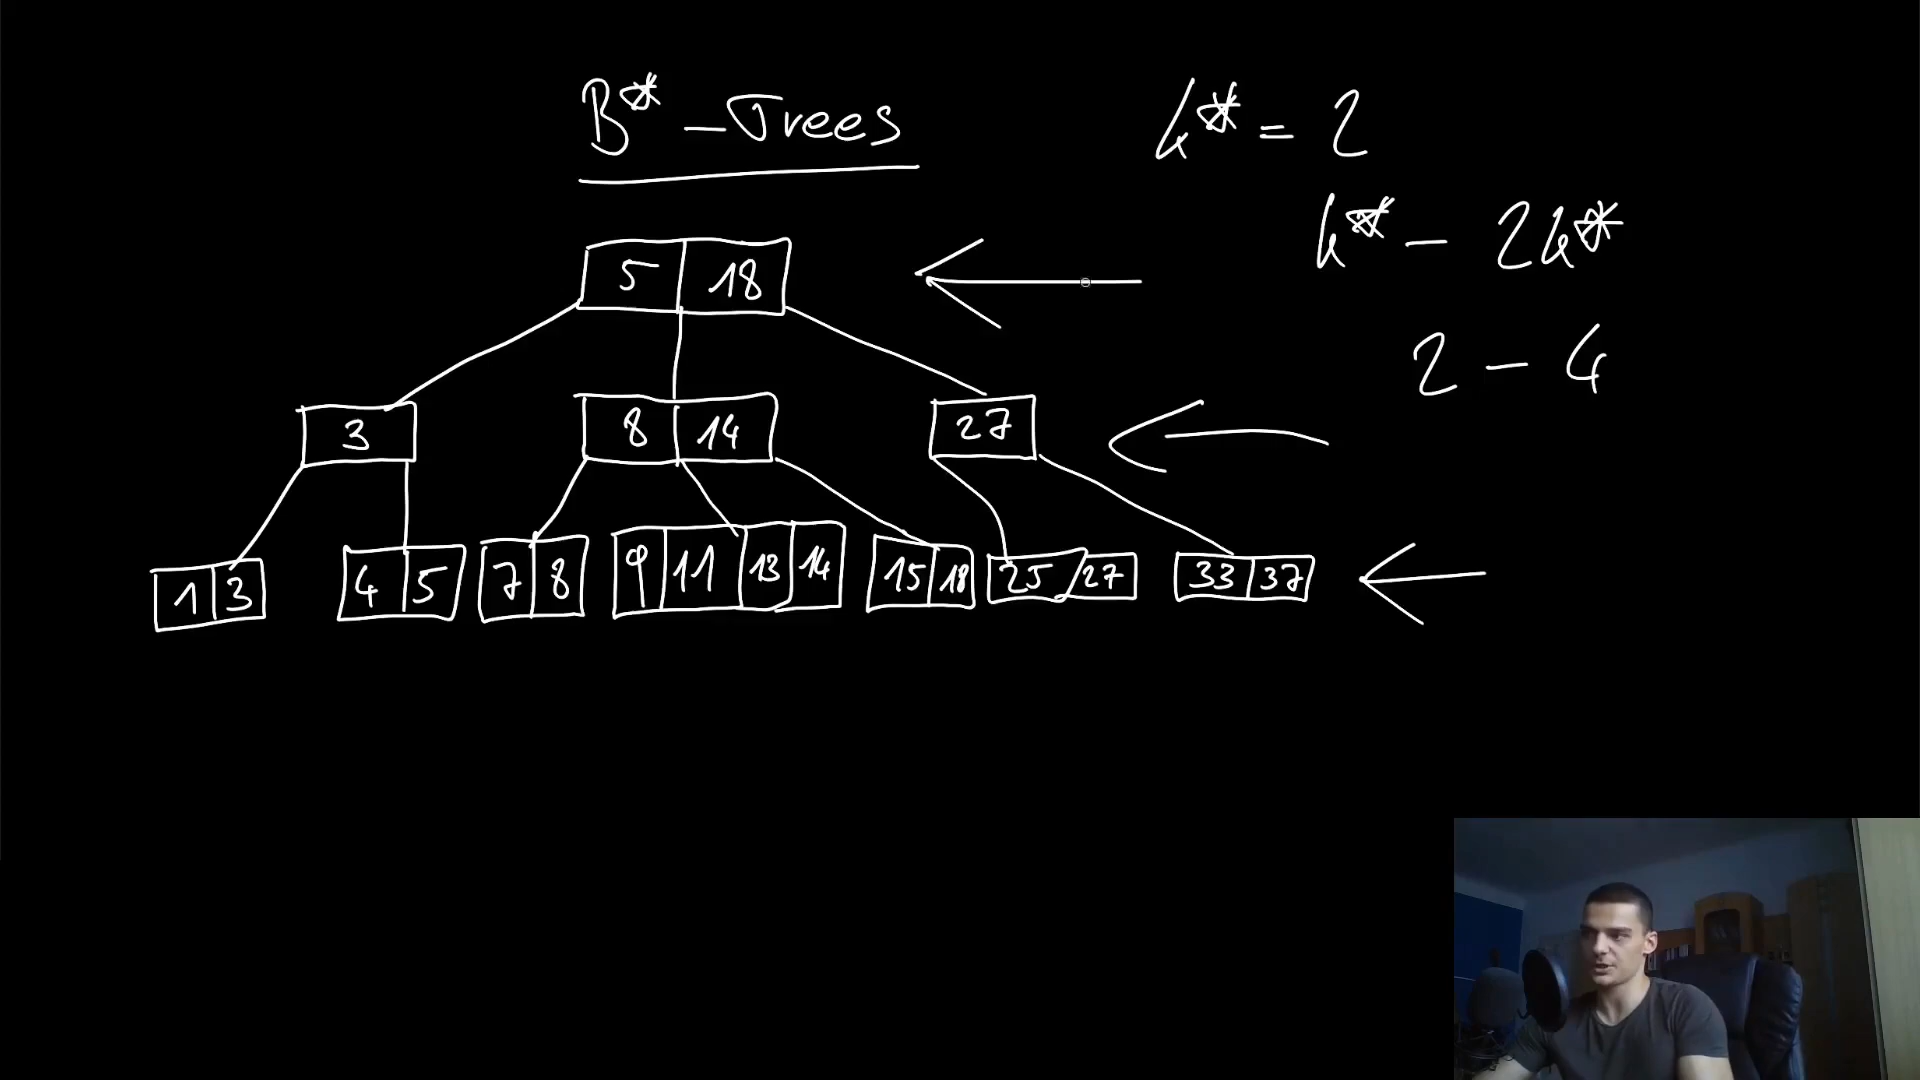 B* - Trees
k* = 2
k* - 2k*
5 18
2 - 4
3 8 14 27
1 3 4 5 7 8 9 11 13 14 15 18 25 27 33 37